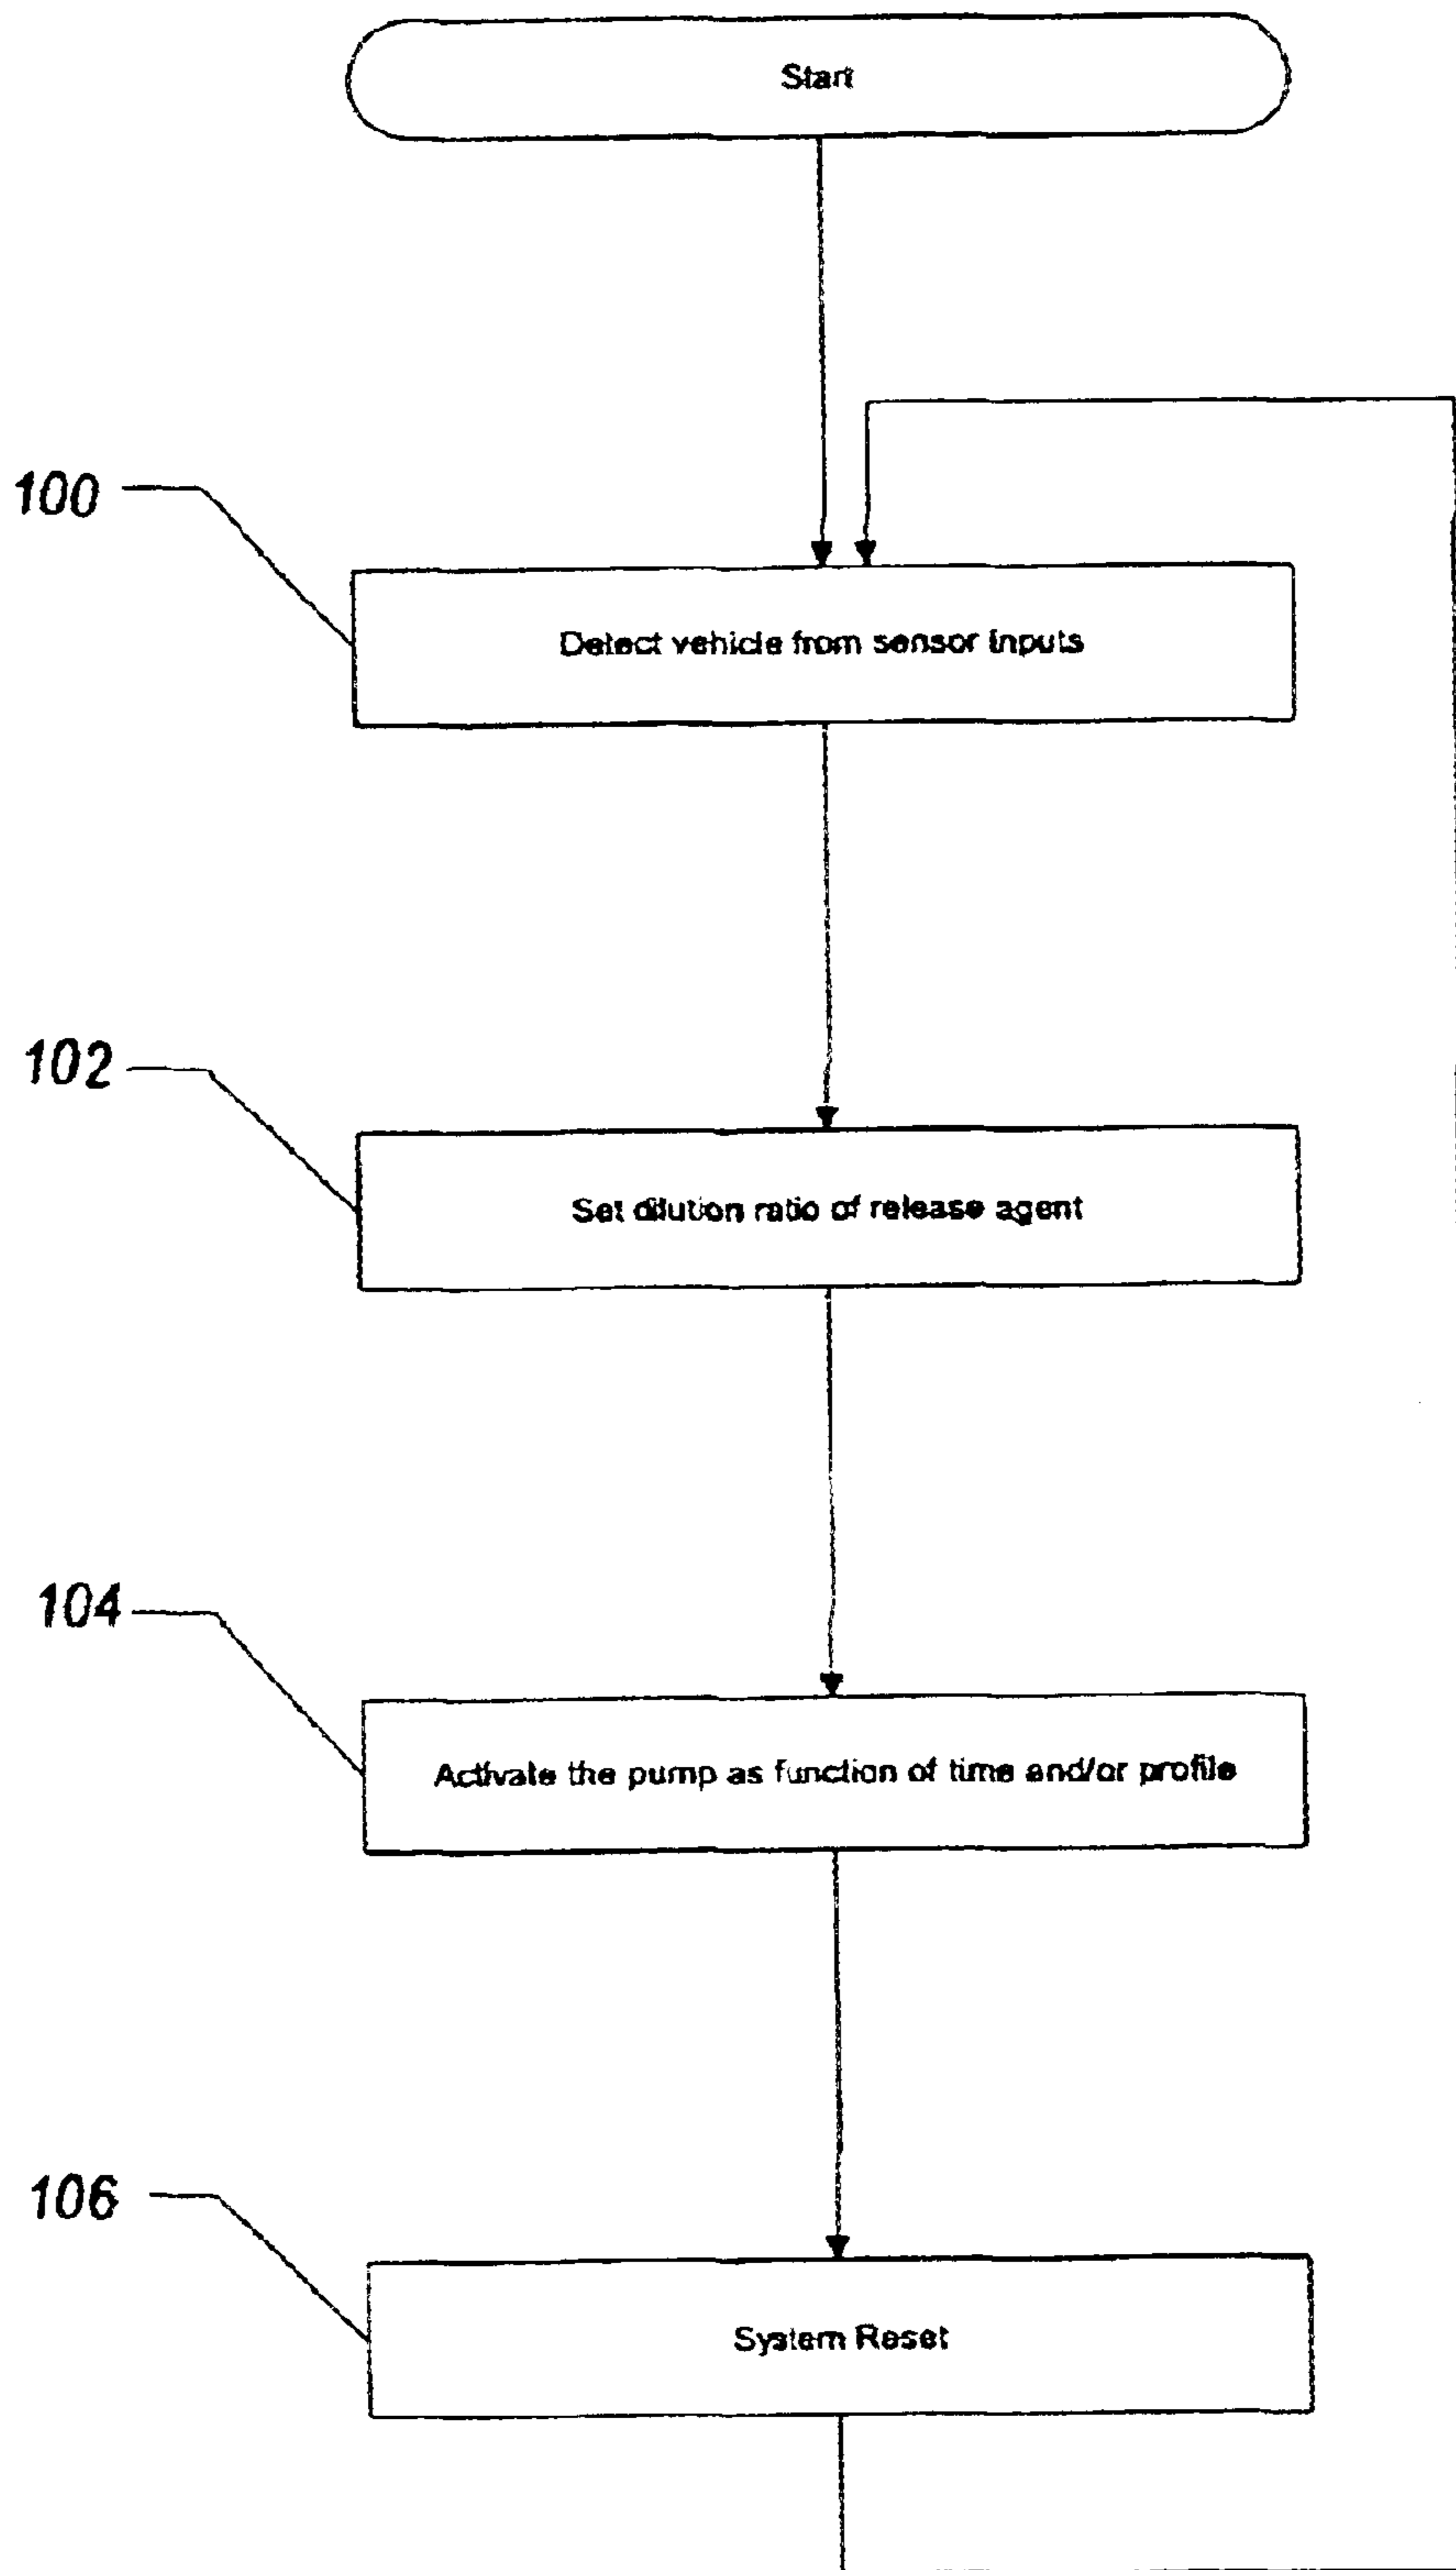 Start
100
Detect vehicle from sensor inputs
102
Set dilution ratio of release agent
104
Activate the pump as function of time and/or profile
106
System Reset